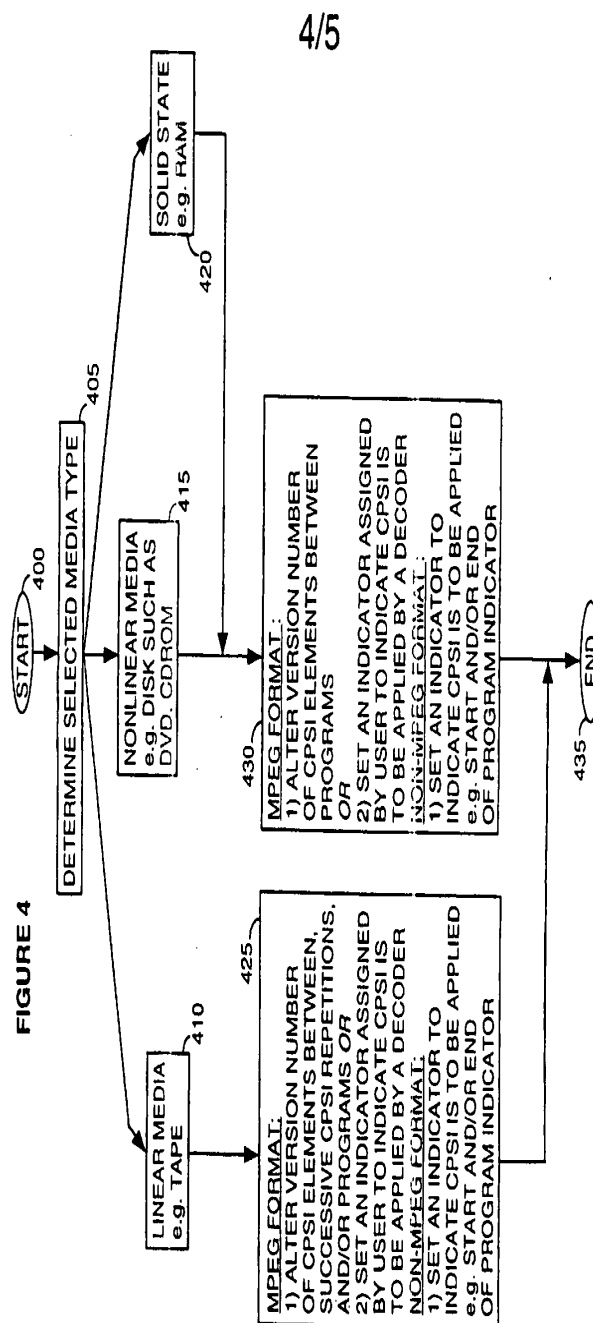 4/5
FIGURE 4
START
400
DETERMINE SELECTED MEDIA TYPE
405
LINEAR MEDIA
e.g. TAPE
410
NONLINEAR MEDIA
e.g. DISK SUCH AS
DVD. CDROM
415
SOLID STATE
e.g. RAM
420
425
MPEG FORMAT:
1) ALTER VERSION NUMBER
OF CPSI ELEMENTS BETWEEN,
SUCCESSIVE CPSI REPETITIONS,
AND/OR PROGRAMS OR
2) SET AN INDICATOR ASSIGNED
BY USER TO INDICATE CPSI IS
TO BE APPLIED BY A DECODER
NON-MPEG FORMAT:
1) SET AN INDICATOR TO
INDICATE CPSI IS TO BE APPLIED
e.g. START AND/OR END
OF PROGRAM INDICATOR
430
MPEG FORMAT :
1) ALTER VERSION NUMBER
OF CPSI ELEMENTS BETWEEN
PROGRAMS
OR
2) SET AN INDICATOR ASSIGNED
BY USER TO INDICATE CPSI IS
TO BE APPLIED BY A DECODER
NON-MPEG FORMAT :
1) SET AN INDICATOR TO
INDICATE CPSI IS TO BE APPLIED
e.g. START AND/OR END
OF PROGRAM INDICATOR
435
END